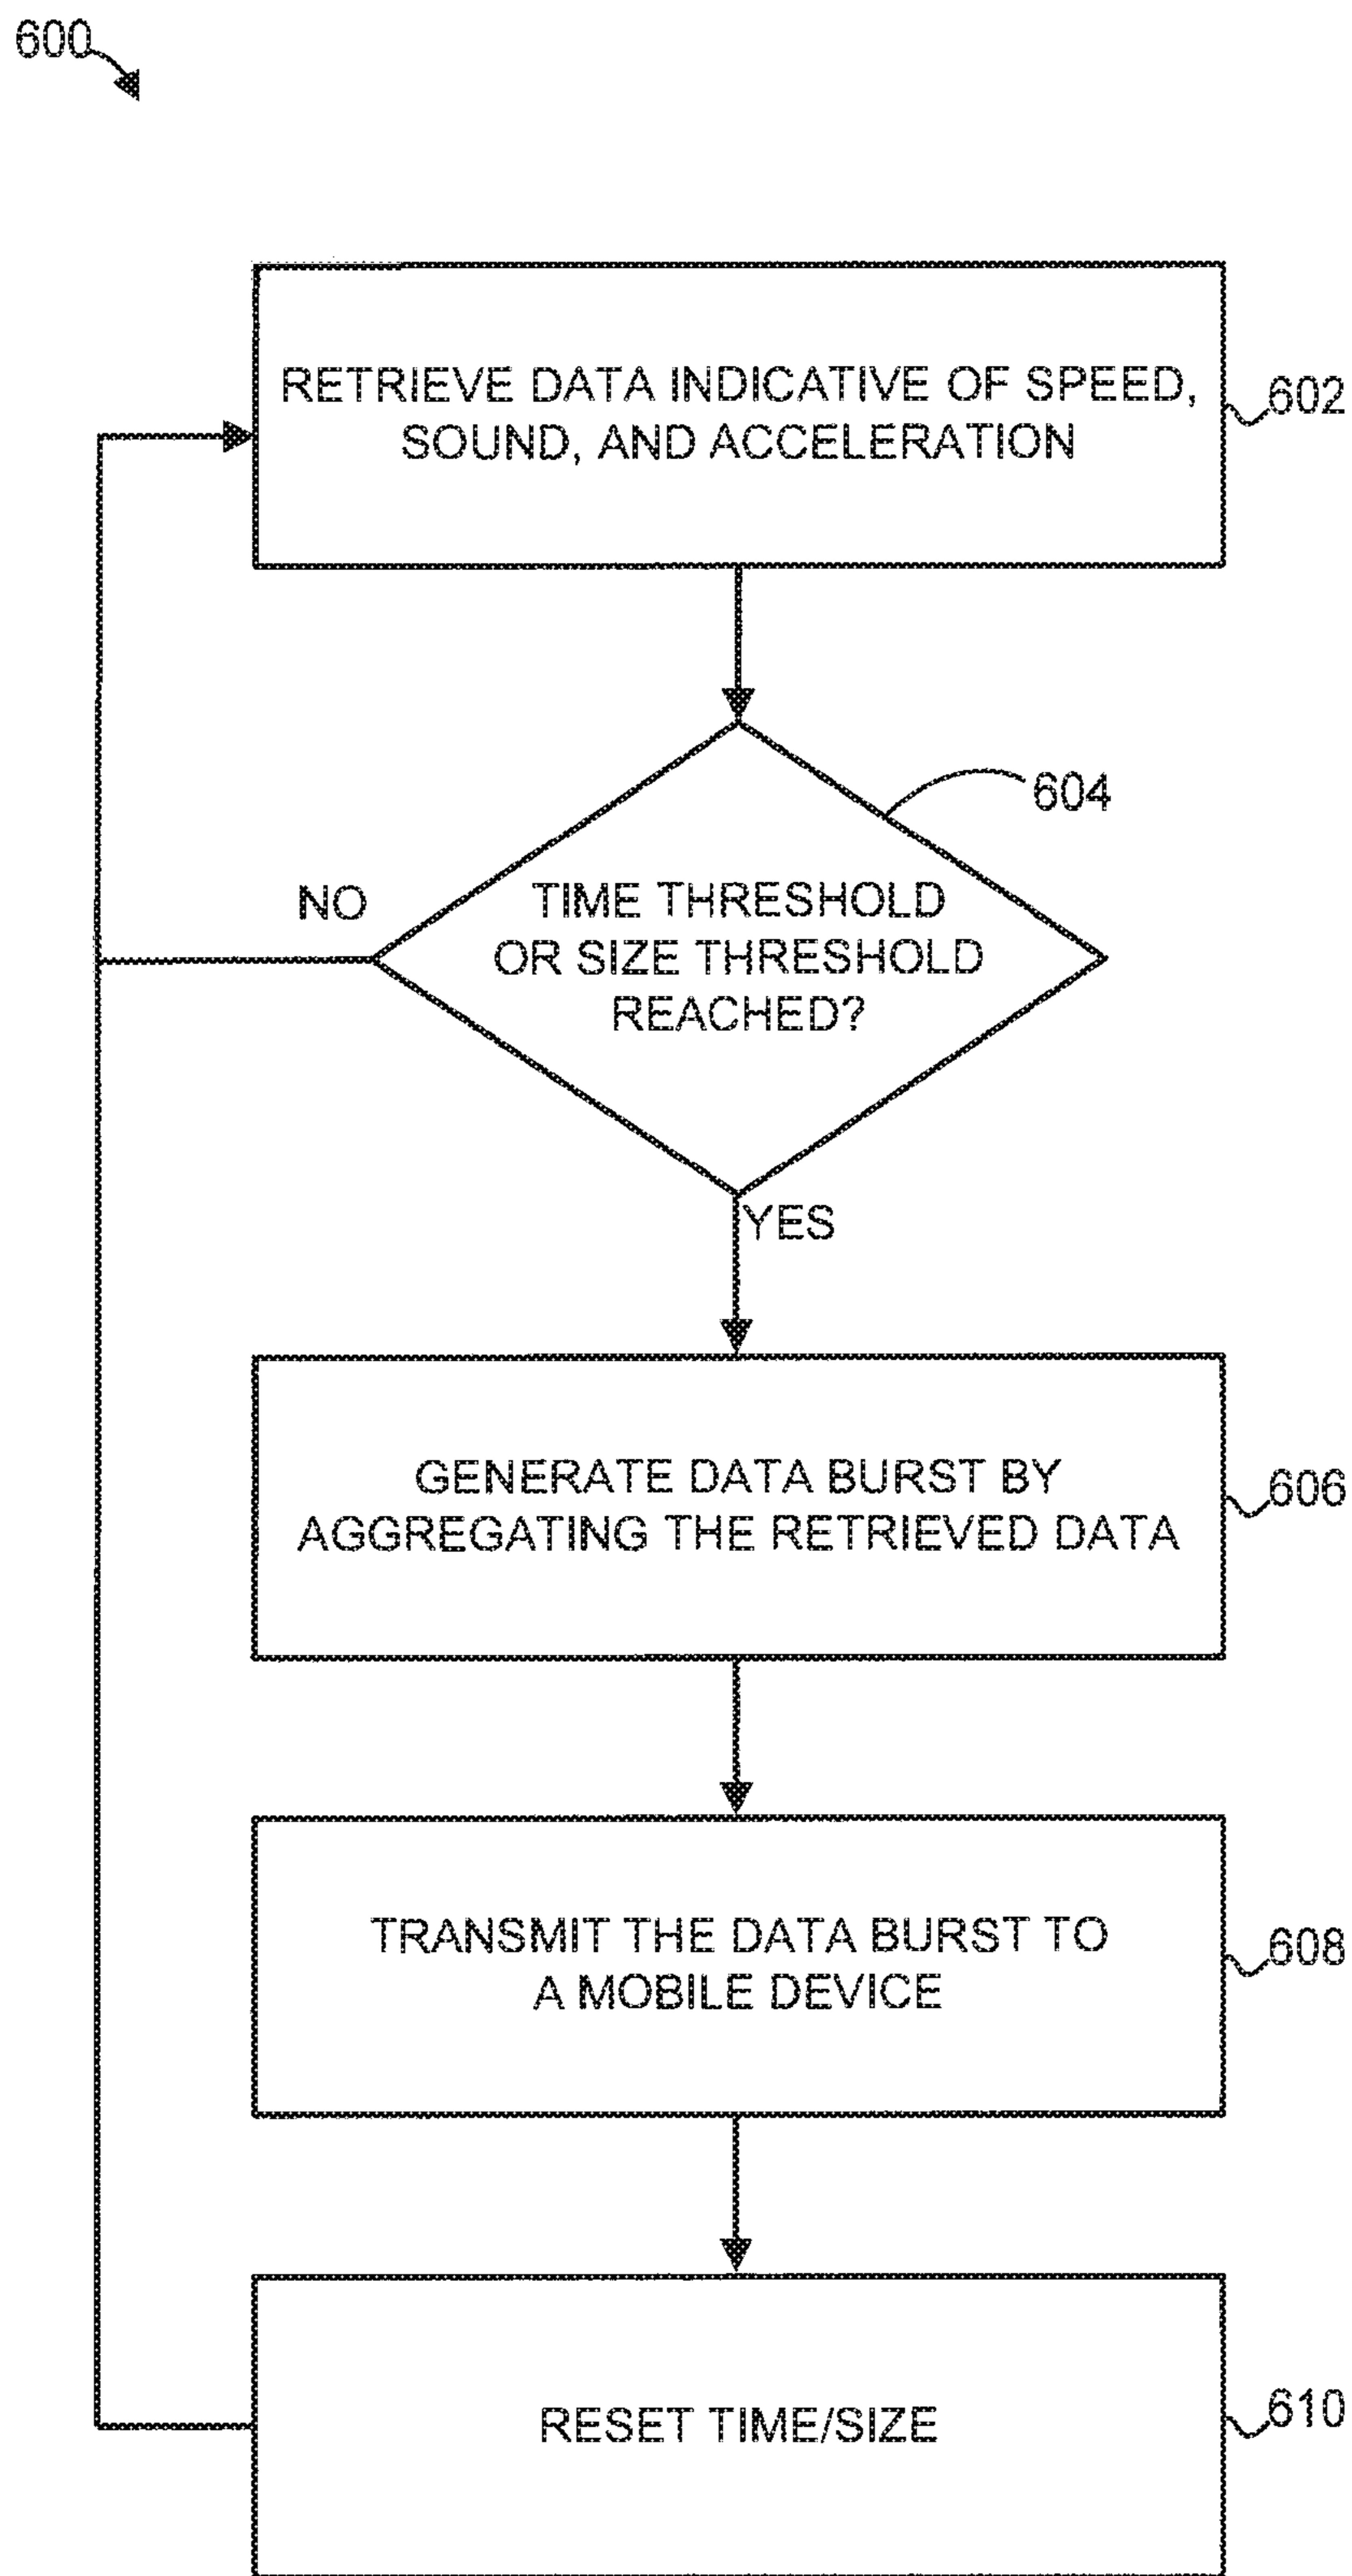 600
RETRIEVE DATA INDICATIVE OF SPEED,
SOUND, AND ACCELERATION
602
604
NO
TIME THRESHOLD
OR SIZE THRESHOLD
REACHED?
YES
GENERATE DATA BURST BY
AGGREGATING THE RETRIEVED DATA
606
TRANSMIT THE DATA BURST TO
A MOBILE DEVICE
608
RESET TIME/SIZE
610